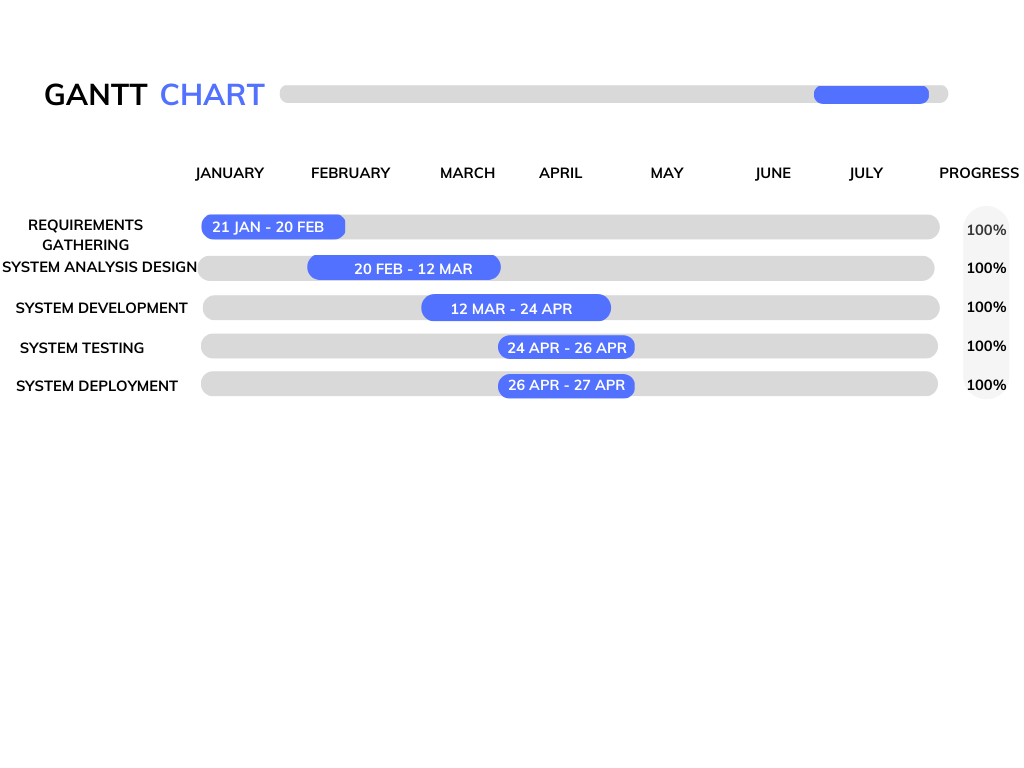 GANTT CHART
JANUARY FEBRUARY MARCH APRIL MAY JUNE JULY PROGRESS
REQUIREMENTS
GATHERING
21 JAN - 20 FEB 100%
SYSTEM ANALYSIS DESIGN 20 FEB - 12 MAR 100%
SYSTEM DEVELOPMENT 12 MAR - 24 APR 100%
SYSTEM TESTING 24 APR - 26 APR 100%
SYSTEM DEPLOYMENT 26 APR - 27 APR 100%